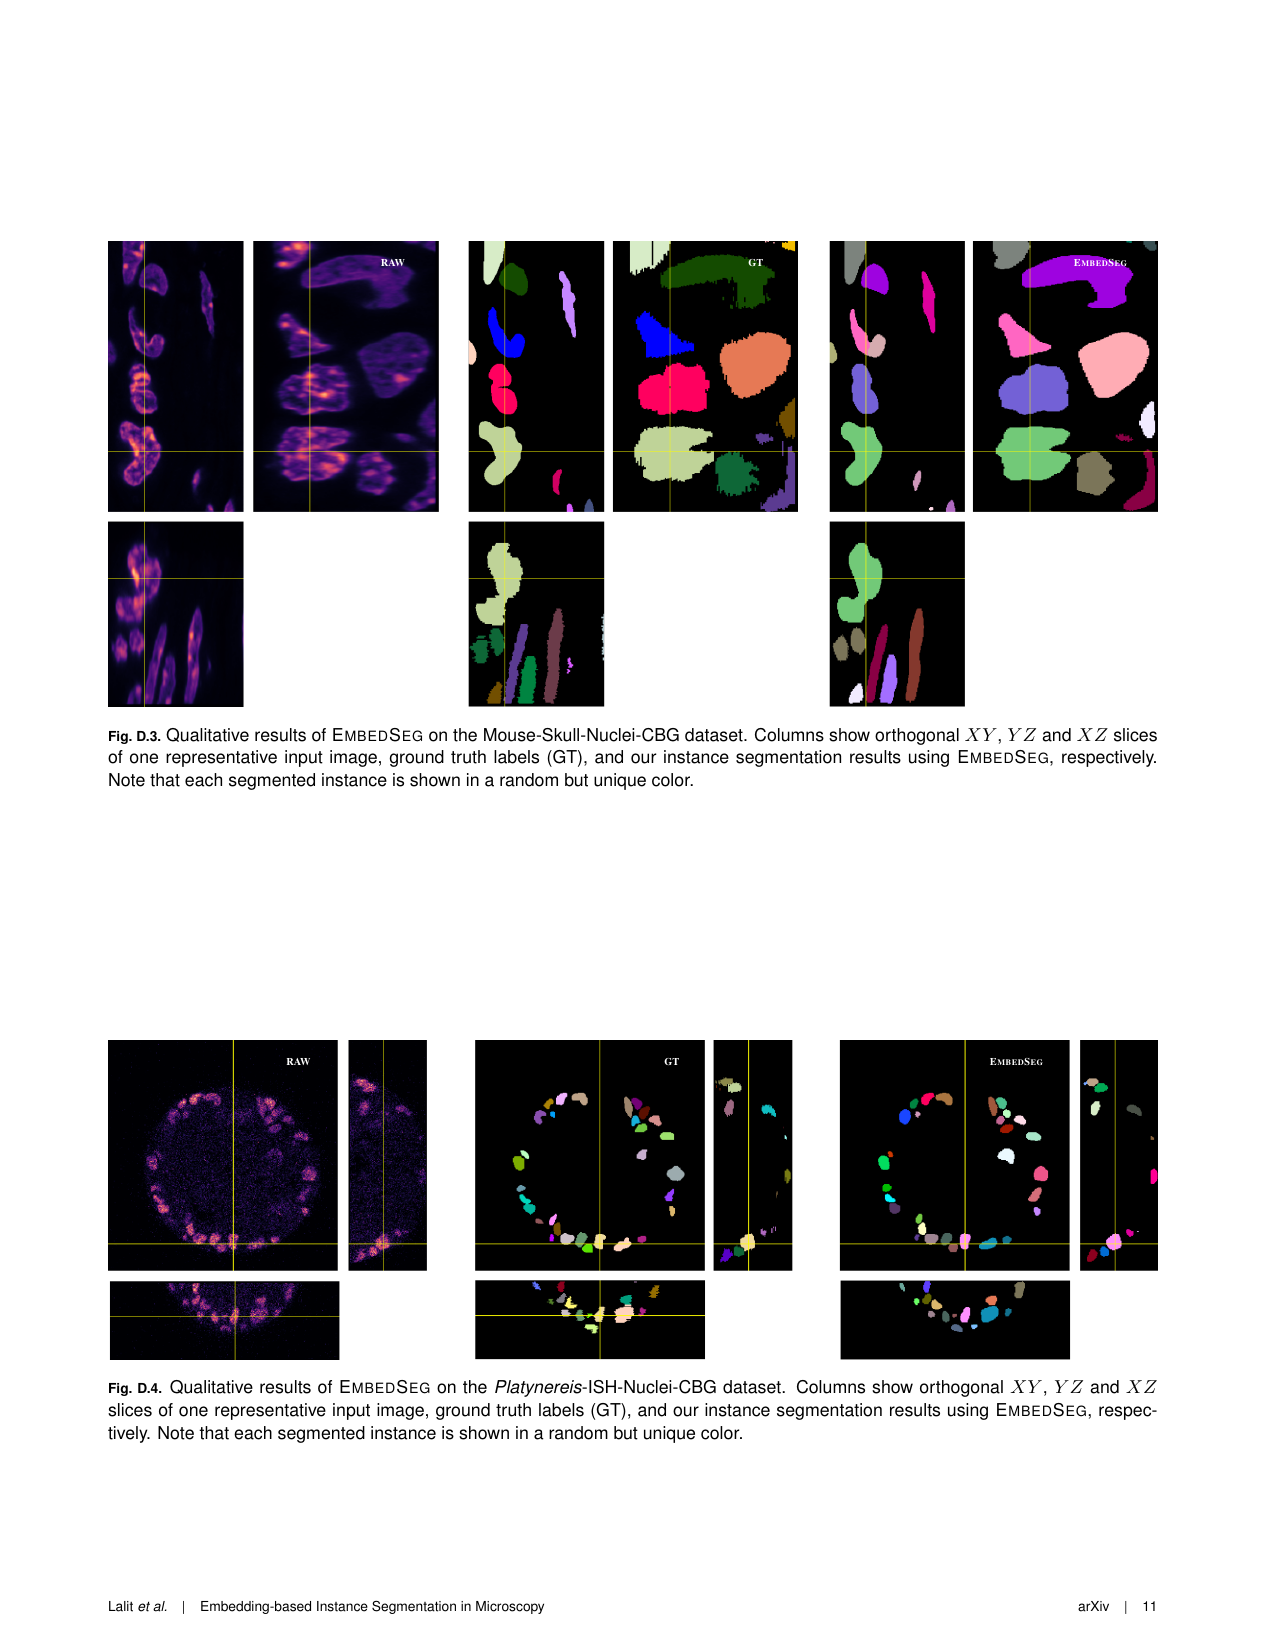 RAW
GT
EMBEDSEG
Fig. D.3. Qualitative results of EMBEDSEG on the Mouse-Skull-Nuclei-CBG dataset. Columns show orthogonal XY, YZ and XZ slices
of one representative input image, ground truth labels (GT), and our instance segmentation results using EMBEDSEG, respectively.
Note that each segmented instance is shown in a random but unique color.
RAW
GT
EMBEDSEG
Fig. D.4. Qualitative results of EMBEDSEG on the Platynereis-ISH-Nuclei-CBG dataset. Columns show orthogonal XY, YZ and XZ
slices of one representative input image, ground truth labels (GT), and our instance segmentation results using EMBEDSEG, respec-
tively. Note that each segmented instance is shown in a random but unique color.
Lalit et al. | Embedding-based Instance Segmentation in Microscopy arXiv | 11